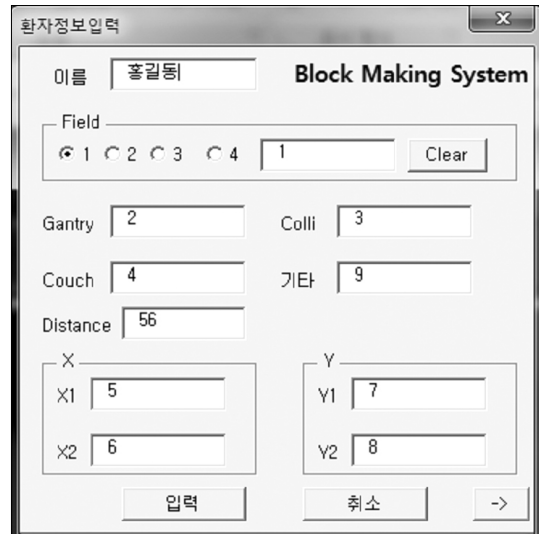 환자정보입력
이름 홍길동 Block Making System
Field
1 2 3 4 1 Clear
Gantry 2 Colli 3
Couch 4 기타 9
Distance 56
X Y
X1 5 Y1 7
X2 6 Y2 8
입력 취소 ->